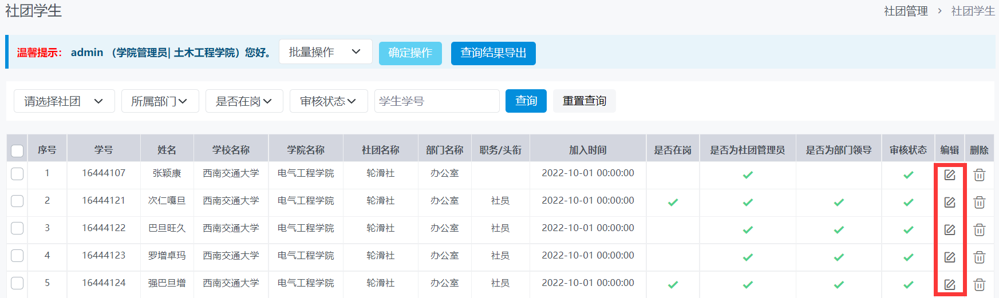 社团学生
社团管理 > 社团学生
温馨提示： admin （学院管理员| 土木工程学院）您好。 批量操作 确定操作 查询结果导出
请选择社团 所属部门 是否在岗 审核状态 学生学号 查询 重置查询
序号 学号 姓名 学校名称 学院名称 社团名称 部门名称 职务/头衔 加入时间 是否在岗 是否为社团管理员 是否为部门领导 审核状态 编辑 删除
1 16444107 张颖康 西南交通大学 电气工程学院 轮滑社 办公室 2022-10-01 00:00:00
2 16444121 次仁嘎旦 西南交通大学 电气工程学院 轮滑社 办公室 社员 2022-10-01 00:00:00
3 16444122 巴旦旺久 西南交通大学 电气工程学院 轮滑社 办公室 社员 2022-10-01 00:00:00
4 16444123 罗增卓玛 西南交通大学 电气工程学院 轮滑社 办公室 社员 2022-10-01 00:00:00
5 16444124 强巴旦增 西南交通大学 电气工程学院 轮滑社 办公室 社员 2022-10-01 00:00:00